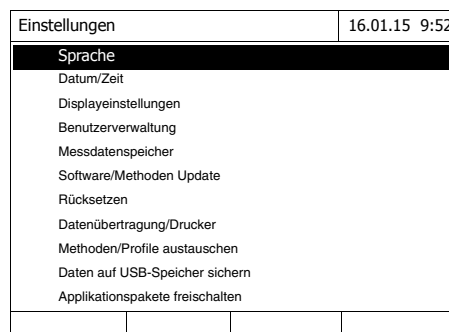 Einstellungen 16.01.15 9:52
Sprache
Datum/Zeit
Displayeinstellungen
Benutzerverwaltung
Messdatenspeicher
Software/Methoden Update
Rücksetzen
Datenübertragung/Drucker
Methoden/Profile austauschen
Daten auf USB-Speicher sichern
Applikationspakete freischalten